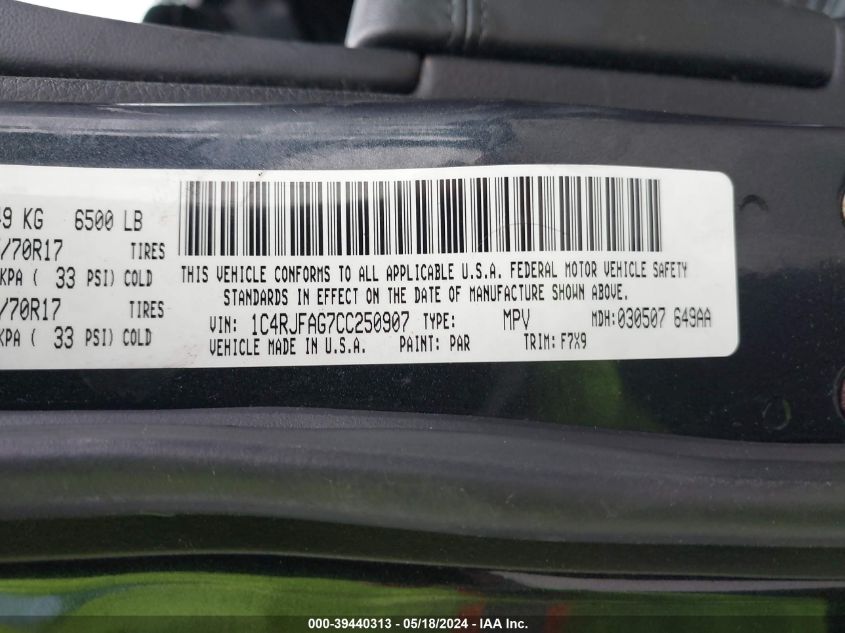 49 KG 6500 LB
/70R17 TIRES
KPA ( 33 PSI) COLD
/70R17 TIRES
KPA ( 33 PSI) COLD
THIS VEHICLE CONFORMS TO ALL APPLICABLE U.S.A. FEDERAL MOTOR VEHICLE SAFETY
STANDARDS IN EFFECT ON THE DATE OF MANUFACTURE SHOWN ABOVE.
VIN: 1C4RJFAG7CC250907 TYPE: MPV MDH: 030507 649AA
VEHICLE MADE IN U.S.A. PAINT: PAR TRIM: F7X9
000-39440313 - 05/18/2024 - IAA Inc.